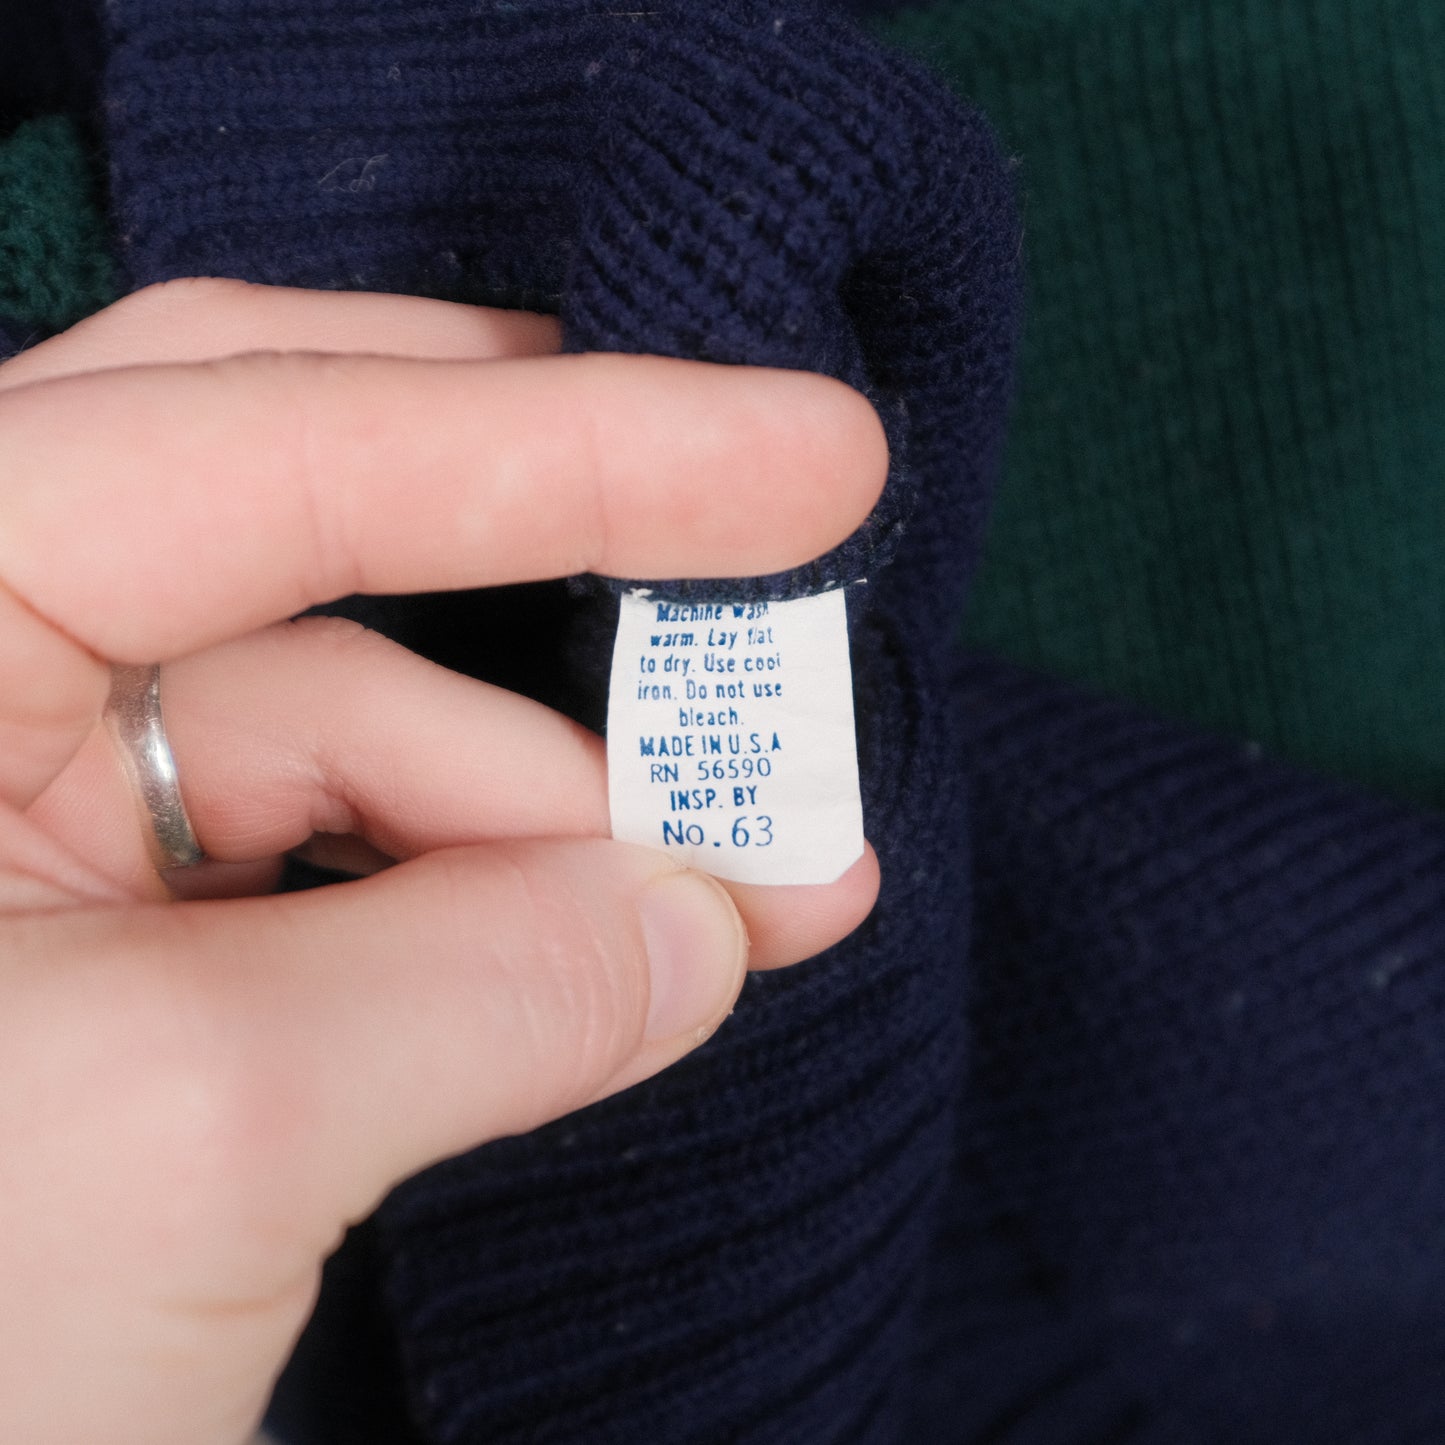 Machine wash
warm. Lay flat
to dry. Use cool
iron. Do not use
bleach.
MADE IN U.S.A
RN 56590
INSP. BY
No. 63